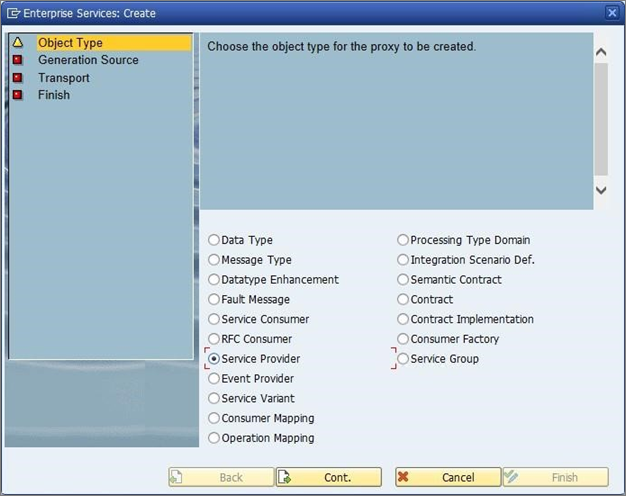 Enterprise Services: Create
Object Type
Generation Source
Transport
Finish
Choose the object type for the proxy to be created.
Data Type
Message Type
Datatype Enhancement
Fault Message
Service Consumer
RFC Consumer
Service Provider
Event Provider
Service Variant
Consumer Mapping
Operation Mapping
Processing Type Domain
Integration Scenario Def.
Semantic Contract
Contract
Contract Implementation
Consumer Factory
Service Group
Back
Cont.
Cancel
Finish